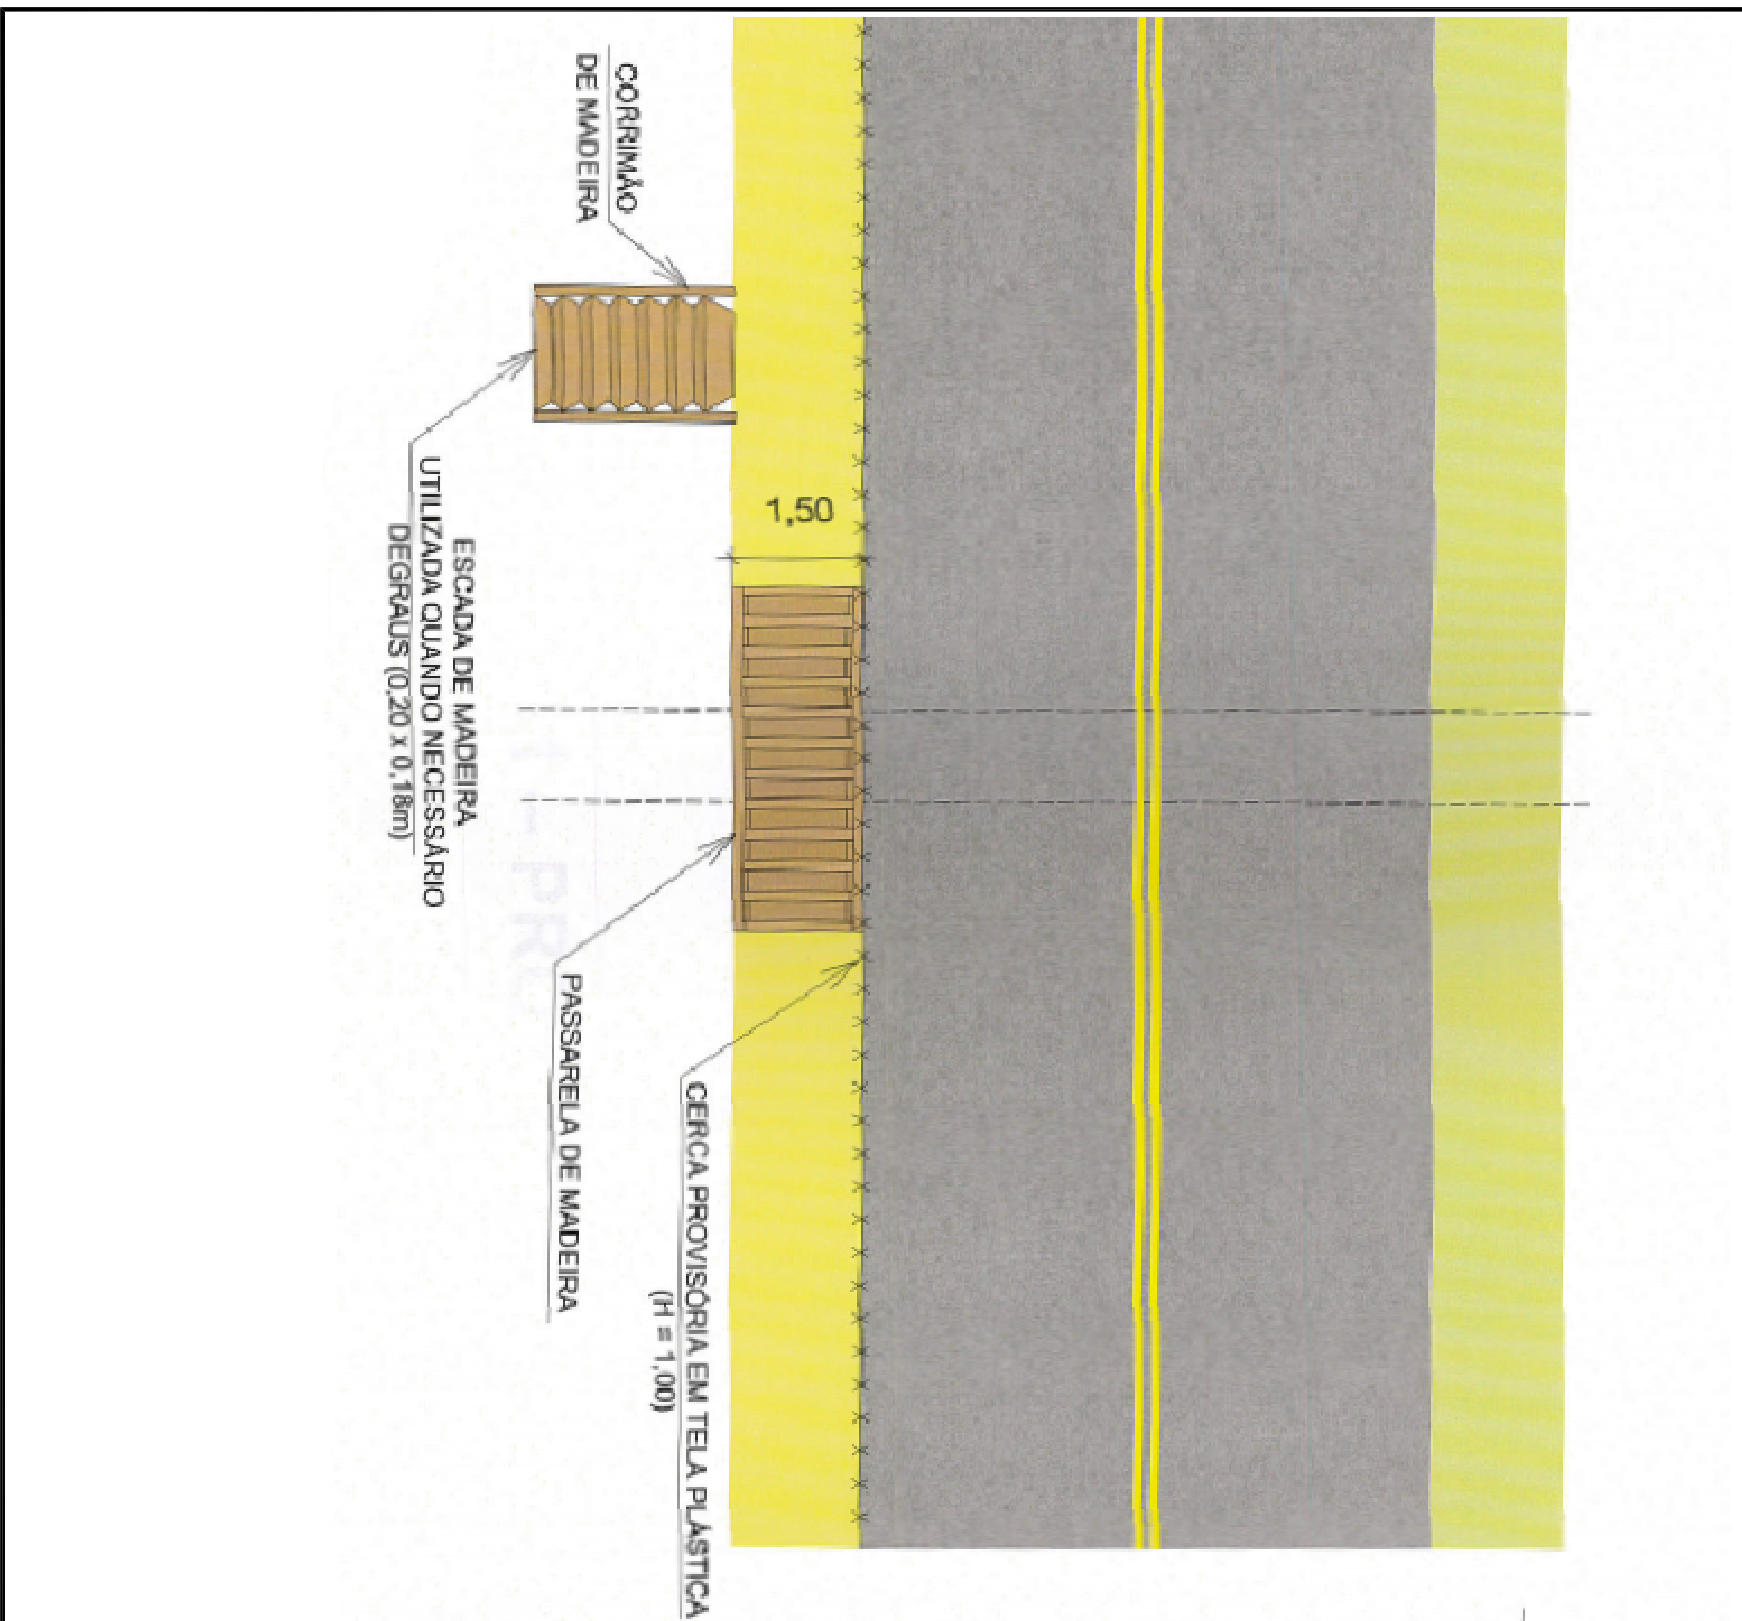 CORRIMÃO
DE MADEIRA
1,50
ESCADA DE MADEIRA
UTILIZADA QUANDO NECESSÁRIO
DEGRAUS (0,20 x 0,18m)
PASSARELA DE MADEIRA
CERCA PROVISÓRIA EM TELA PLÁSTICA
(H = 1,00)